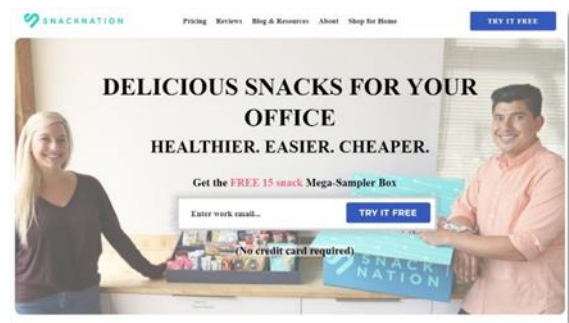 SNACKNATION
Pricing Reviews Blog & Resources About Shop for Home
TRY IT FREE
DELICIOUS SNACKS FOR YOUR
OFFICE
HEALTHIER. EASIER. CHEAPER.
Get the FREE 15 snack Mega-Sampler Box
Enter work email...
TRY IT FREE
(No credit card required)
SNACK
NATION